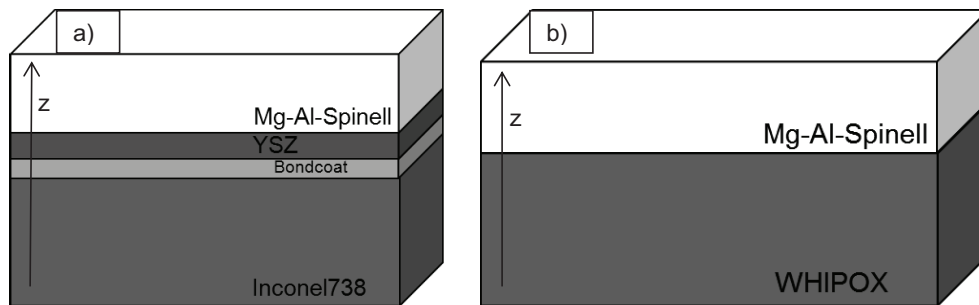 a)
z
Mg-Al-Spinell
YSZ
Bondcoat
Inconel738
b)
z
Mg-Al-Spinell
WHIPOX